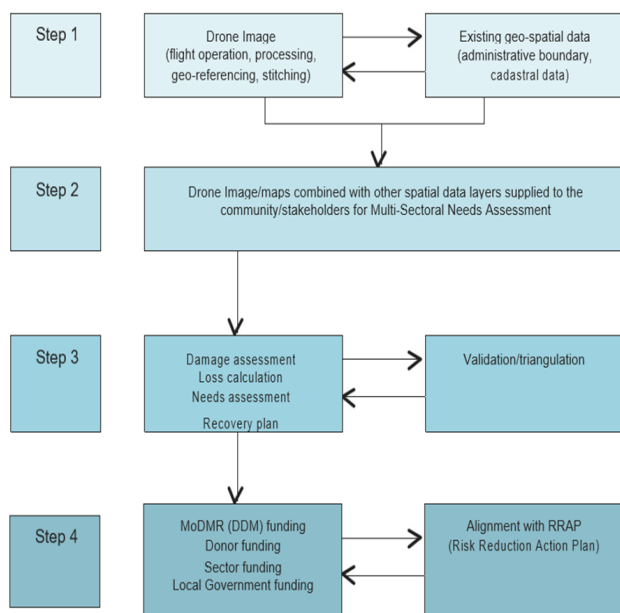 Step 1
Drone Image
(flight operation, processing,
geo-referencing, stitching)
Existing geo-spatial data
(administrative boundary,
cadastral data)
Step 2
Drone Image/maps combined with other spatial data layers supplied to the
community/stakeholders for Multi-Sectoral Needs Assessment
Step 3
Damage assessment
Loss calculation
Needs assessment
Recovery plan
Validation/triangulation
Step 4
MoDMR (DDM) funding
Donor funding
Sector funding
Local Government funding
Alignment with RRAP
(Risk Reduction Action Plan)